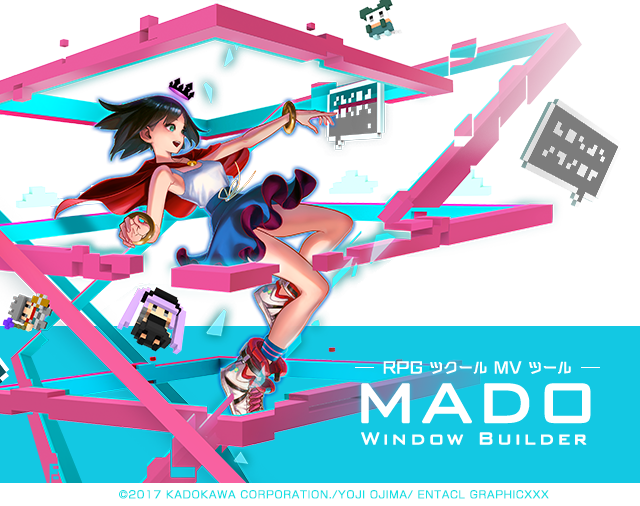 RPG ツクール MV ツール
MADO
WINDOW BUILDER
©2017 KADOKAWA CORPORATION./YOJI OJIMA/ ENTACL GRAPHICXXX